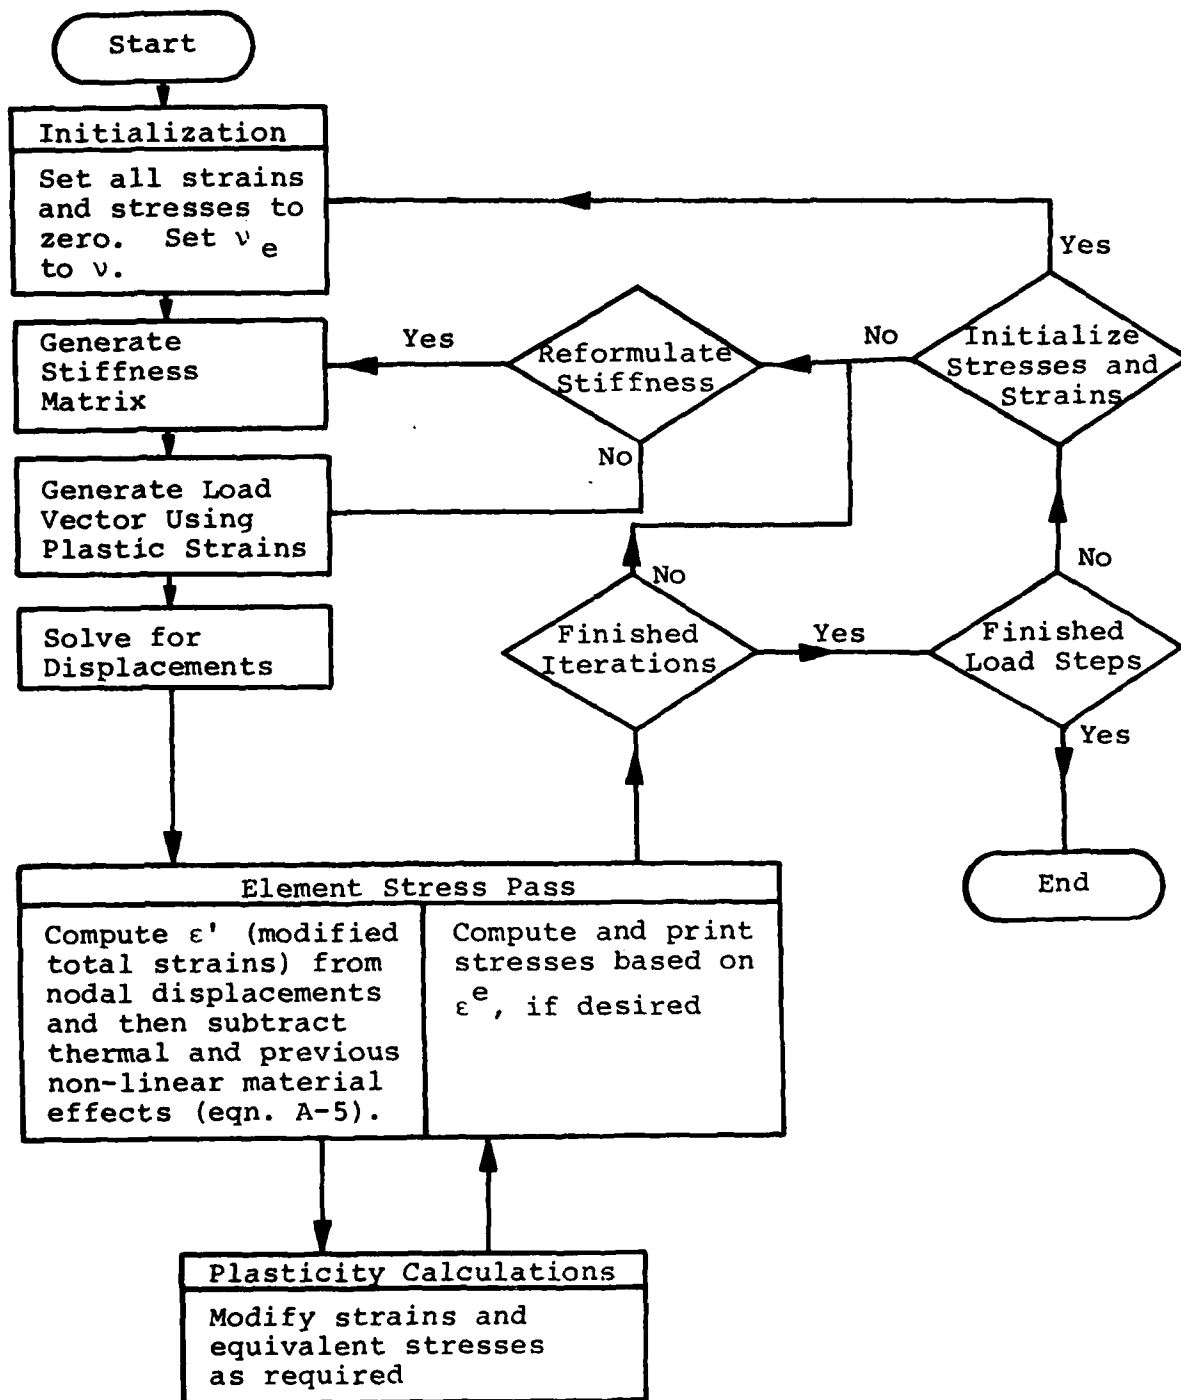 Start
Initialization
Set all strains
and stresses to
zero. Set νe
to ν.
Generate
Stiffness
Matrix
Generate Load
Vector Using
Plastic Strains
Solve for
Displacements
Yes
Reformulate
Stiffness
No
No
Initialize
Stresses and
Strains
Yes
No
Finished
Iterations
Yes
Finished
Load Steps
No
Yes
End
Element Stress Pass
Compute ε' (modified
total strains) from
nodal displacements
and then subtract
thermal and previous
non-linear material
effects (eqn. A-5).
Compute and print
stresses based on
εe, if desired
Plasticity Calculations
Modify strains and
equivalent stresses
as required